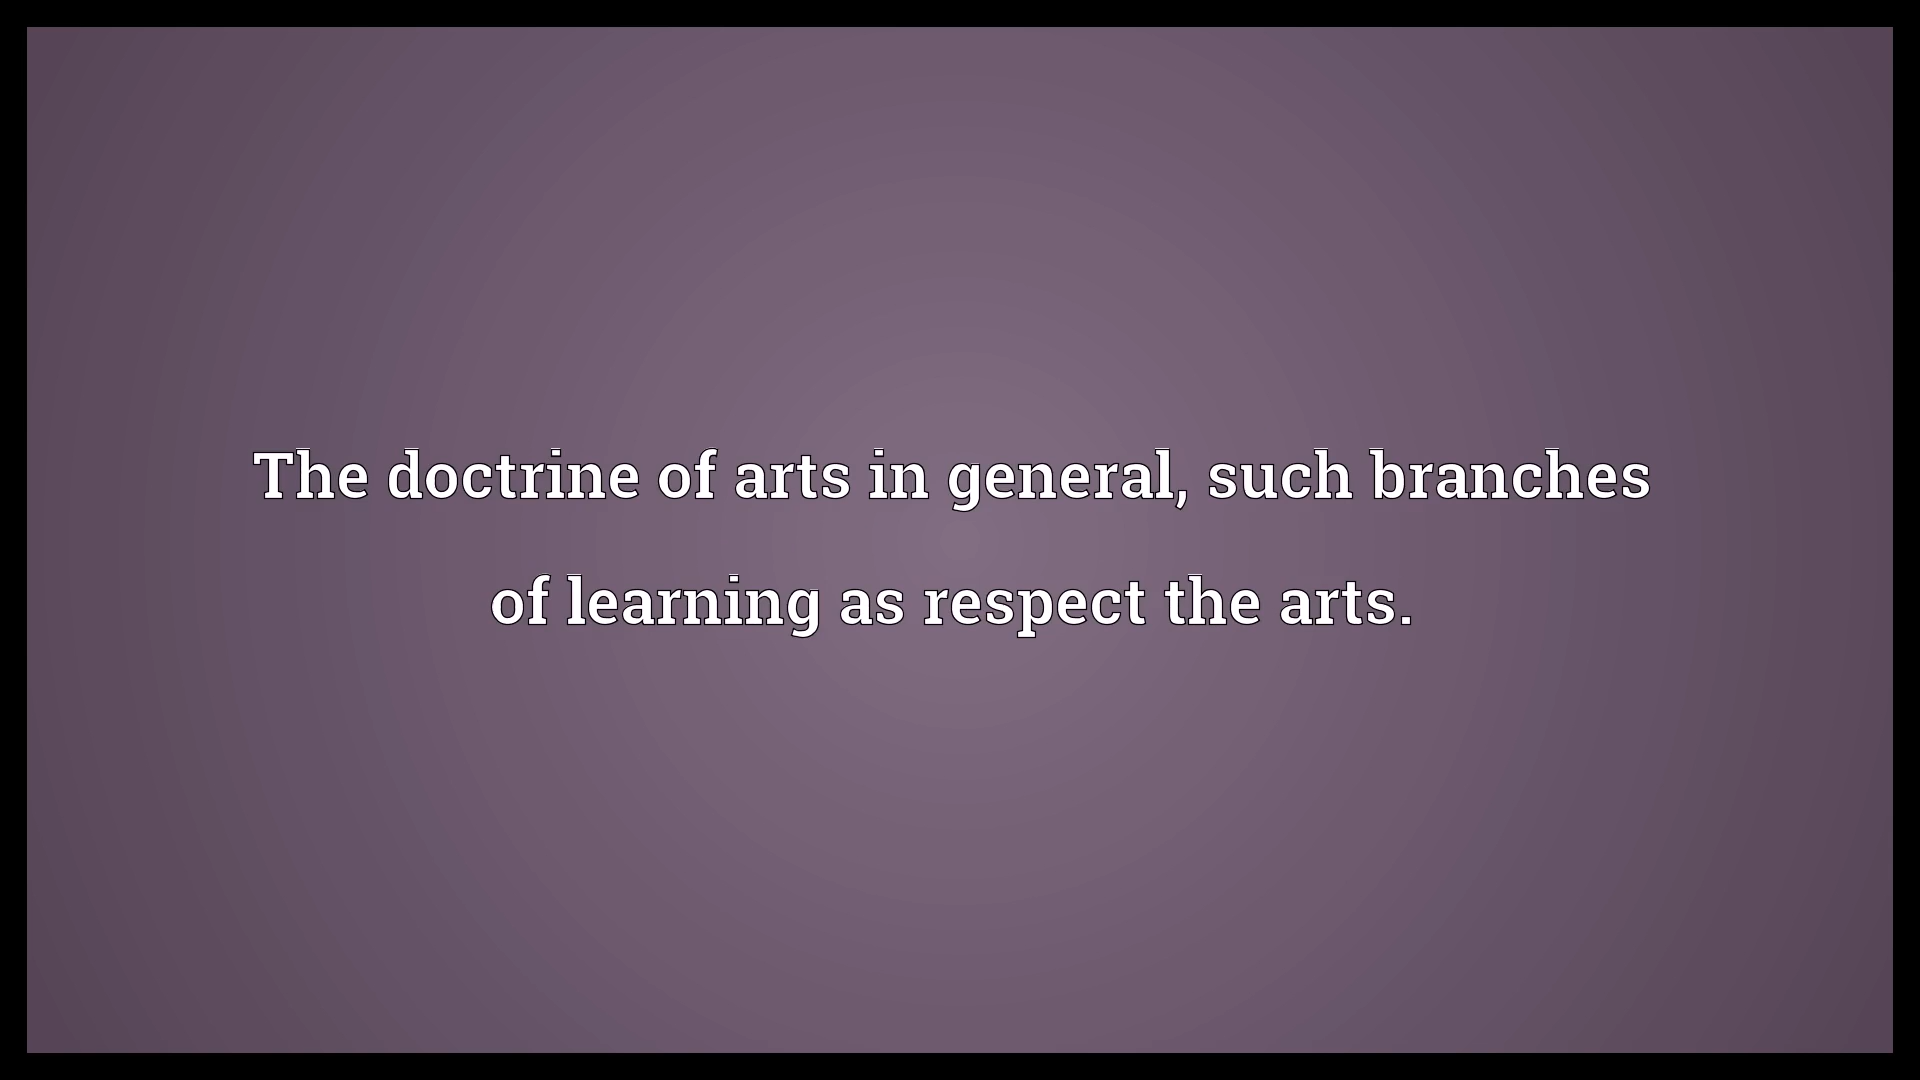 The doctrine of arts in general, such branches
of learning as respect the arts.